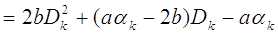 = 2bD_k^2 + (aα_k − 2b)D_k − aα_k